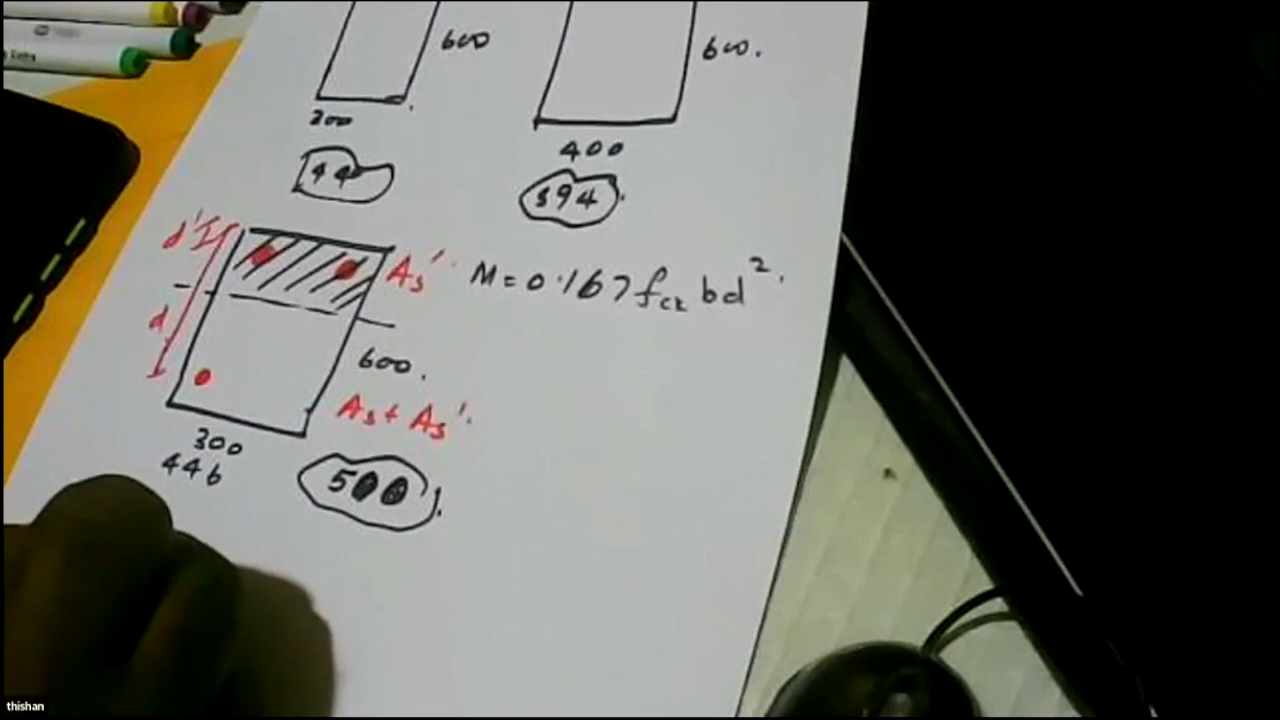 600
600.
300
400
44
594
d'
As'
M = 0.167 fck bd².
d
600.
As + As'.
300
446
500
thishan